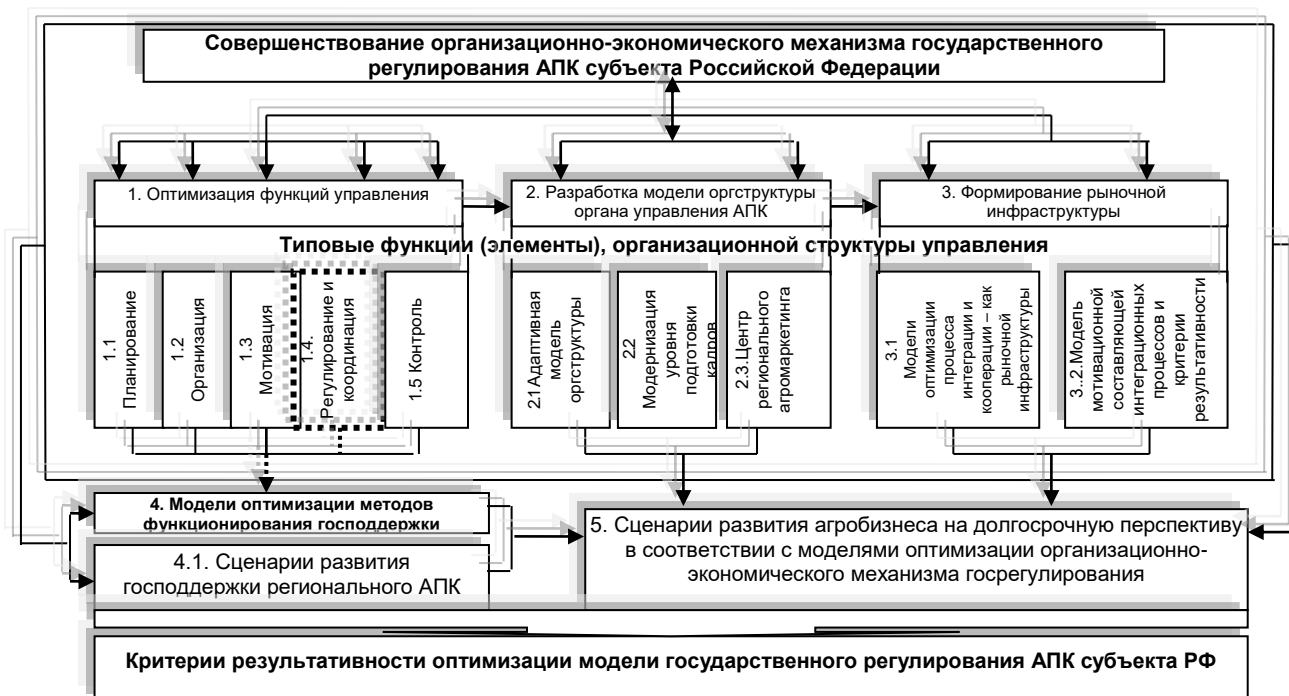 Совершенствование организационно-экономического механизма государственного
регулирования АПК субъекта Российской Федерации
1. Оптимизация функций управления
2. Разработка модели оргструктуры
органа управления АПК
3. Формирование рыночной
инфраструктуры
Типовые функции (элементы), организационной структуры управления
1.1
Планирование
1.2
Организация
1.3
Мотивация
1.4.
Регулирование и
координация
1.5 Контроль
2.1Адаптивная
модель
оргструктуры
2.2
Модернизация
уровня
подготовки
кадров
2.3.Центр
регионального
агромаркетинга
3.1
Модели
оптимизации
процесса
интеграции и
кооперации – как
рыночной
инфраструктуры
3..2.Модель
мотивационной
составляющей
интеграционных
процессов и
критерии
результативности
4. Модели оптимизации методов
функционирования господдержки
4.1. Сценарии развития
господдержки регионального АПК
5. Сценарии развития агробизнеса на долгосрочную перспективу
в соответствии с моделями оптимизации организационно-
экономического механизма госрегулирования
Критерии результативности оптимизации модели государственного регулирования АПК субъекта РФ